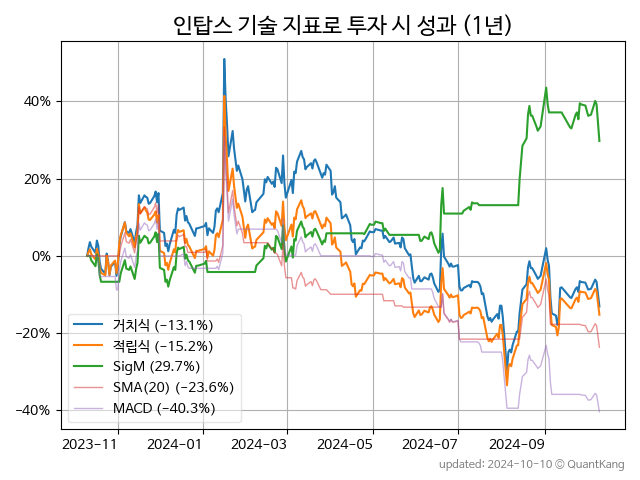 인탑스 기술 지표로 투자 시 성과 (1년)
40%
20%
0%
−20%
−40%
거치식 (−13.1%)
적립식 (−15.2%)
SigM (29.7%)
SMA(20) (−23.6%)
MACD (−40.3%)
2023-11 2024-01 2024-03 2024-05 2024-07 2024-09
updated: 2024-10-10 © QuantKang